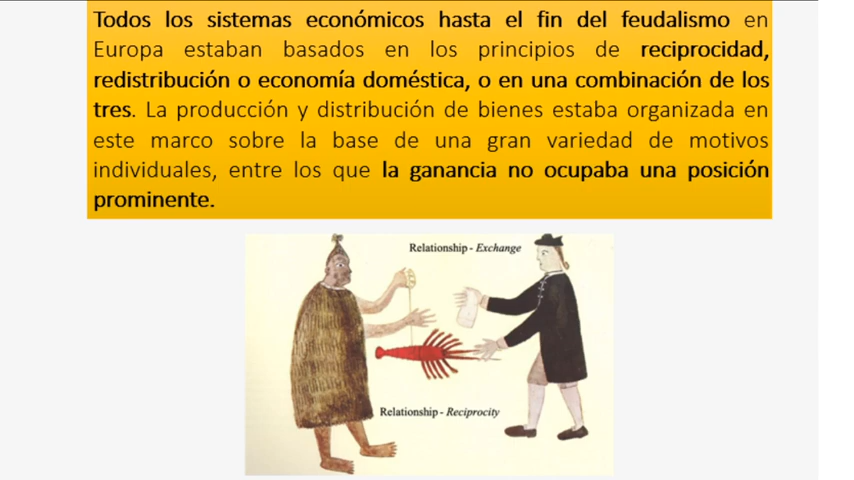 Todos los sistemas económicos hasta el fin del feudalismo en
Europa estaban basados en los principios de reciprocidad,
redistribución o economía doméstica, o en una combinación de los
tres. La producción y distribución de bienes estaba organizada en
este marco sobre la base de una gran variedad de motivos
individuales, entre los que la ganancia no ocupaba una posición
prominente.
Relationship - Exchange
Relationship - Reciprocity